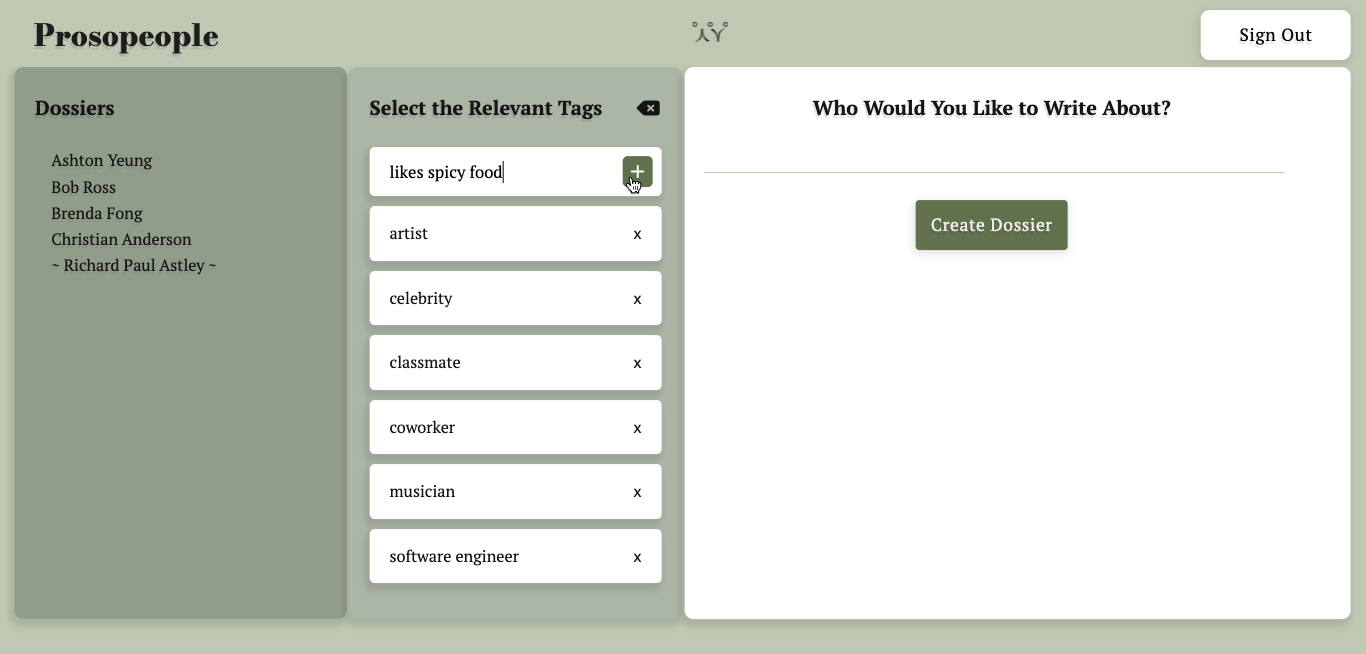 Prosopeople
Sign Out
Dossiers
Ashton Yeung
Bob Ross
Brenda Fong
Christian Anderson
~ Richard Paul Astley ~
Select the Relevant Tags
likes spicy food
+
artist x
celebrity x
classmate x
coworker x
musician x
software engineer x
Who Would You Like to Write About?
Create Dossier